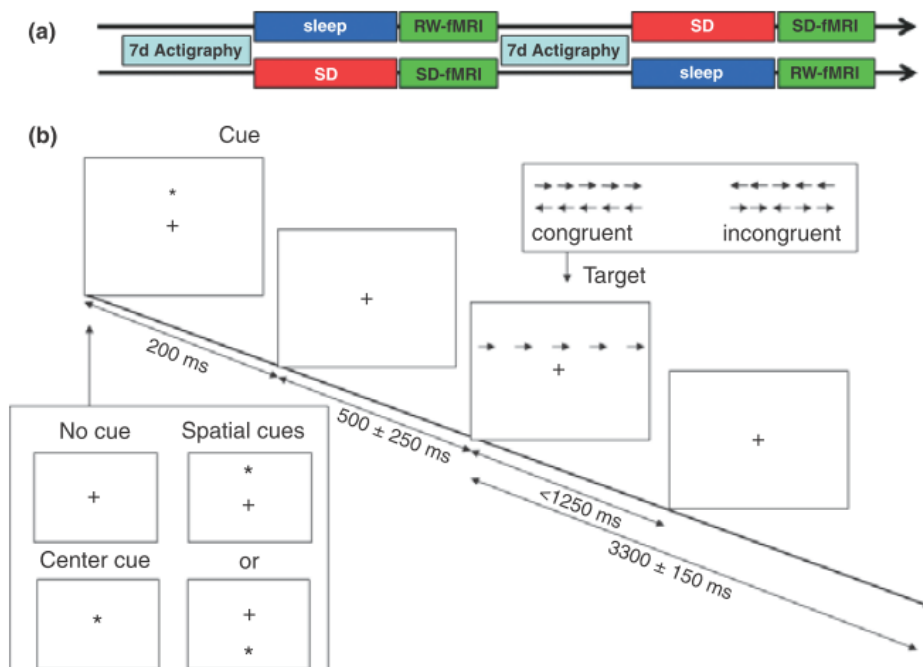 (a)
sleep RW-fMRI SD SD-fMRI
7d Actigraphy 7d Actigraphy
SD SD-fMRI sleep RW-fMRI
(b)
Cue
*
+
+
congruent incongruent
Target
+
+
200 ms
500 ± 250 ms
<1250 ms
3300 ± 150 ms
No cue Spatial cues
*
+ +
Center cue or
* +
*